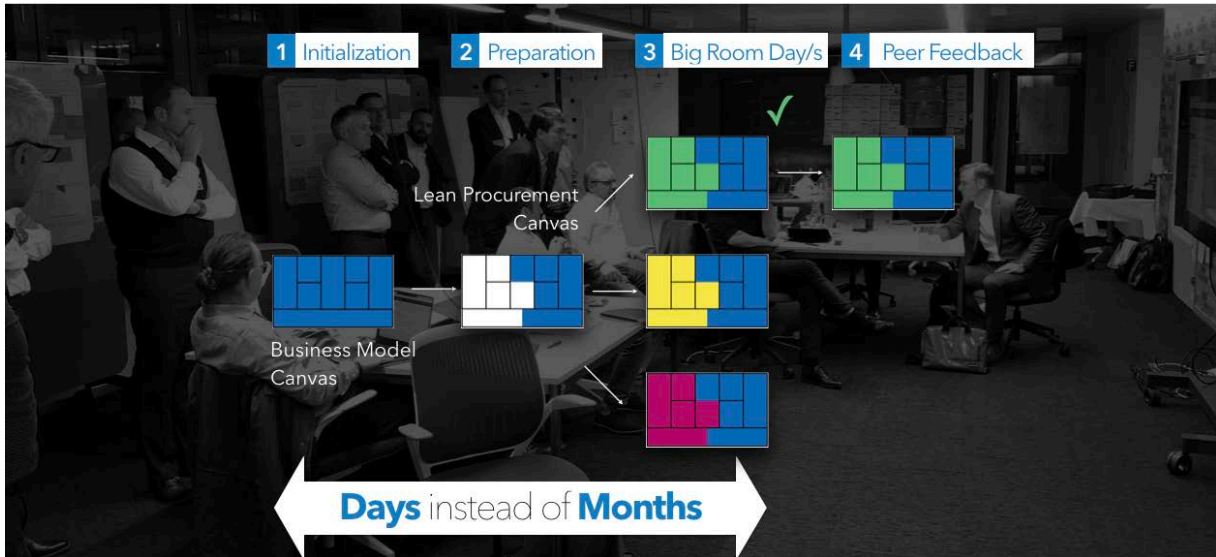 1 Initialization
2 Preparation
3 Big Room Day/s
4 Peer Feedback
Lean Procurement
Canvas
Business Model
Canvas
Days instead of Months